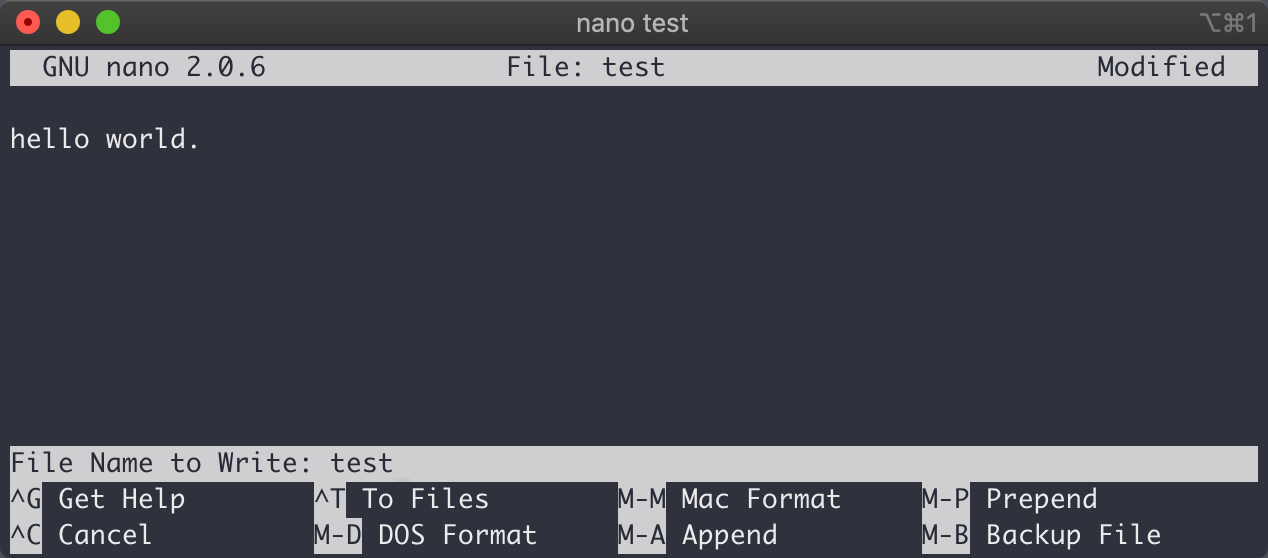 nano test ⌥⌘1
GNU nano 2.0.6 File: test Modified
hello world.
File Name to Write: test
^G Get Help ^T To Files M-M Mac Format M-P Prepend
^C Cancel M-D DOS Format M-A Append M-B Backup File